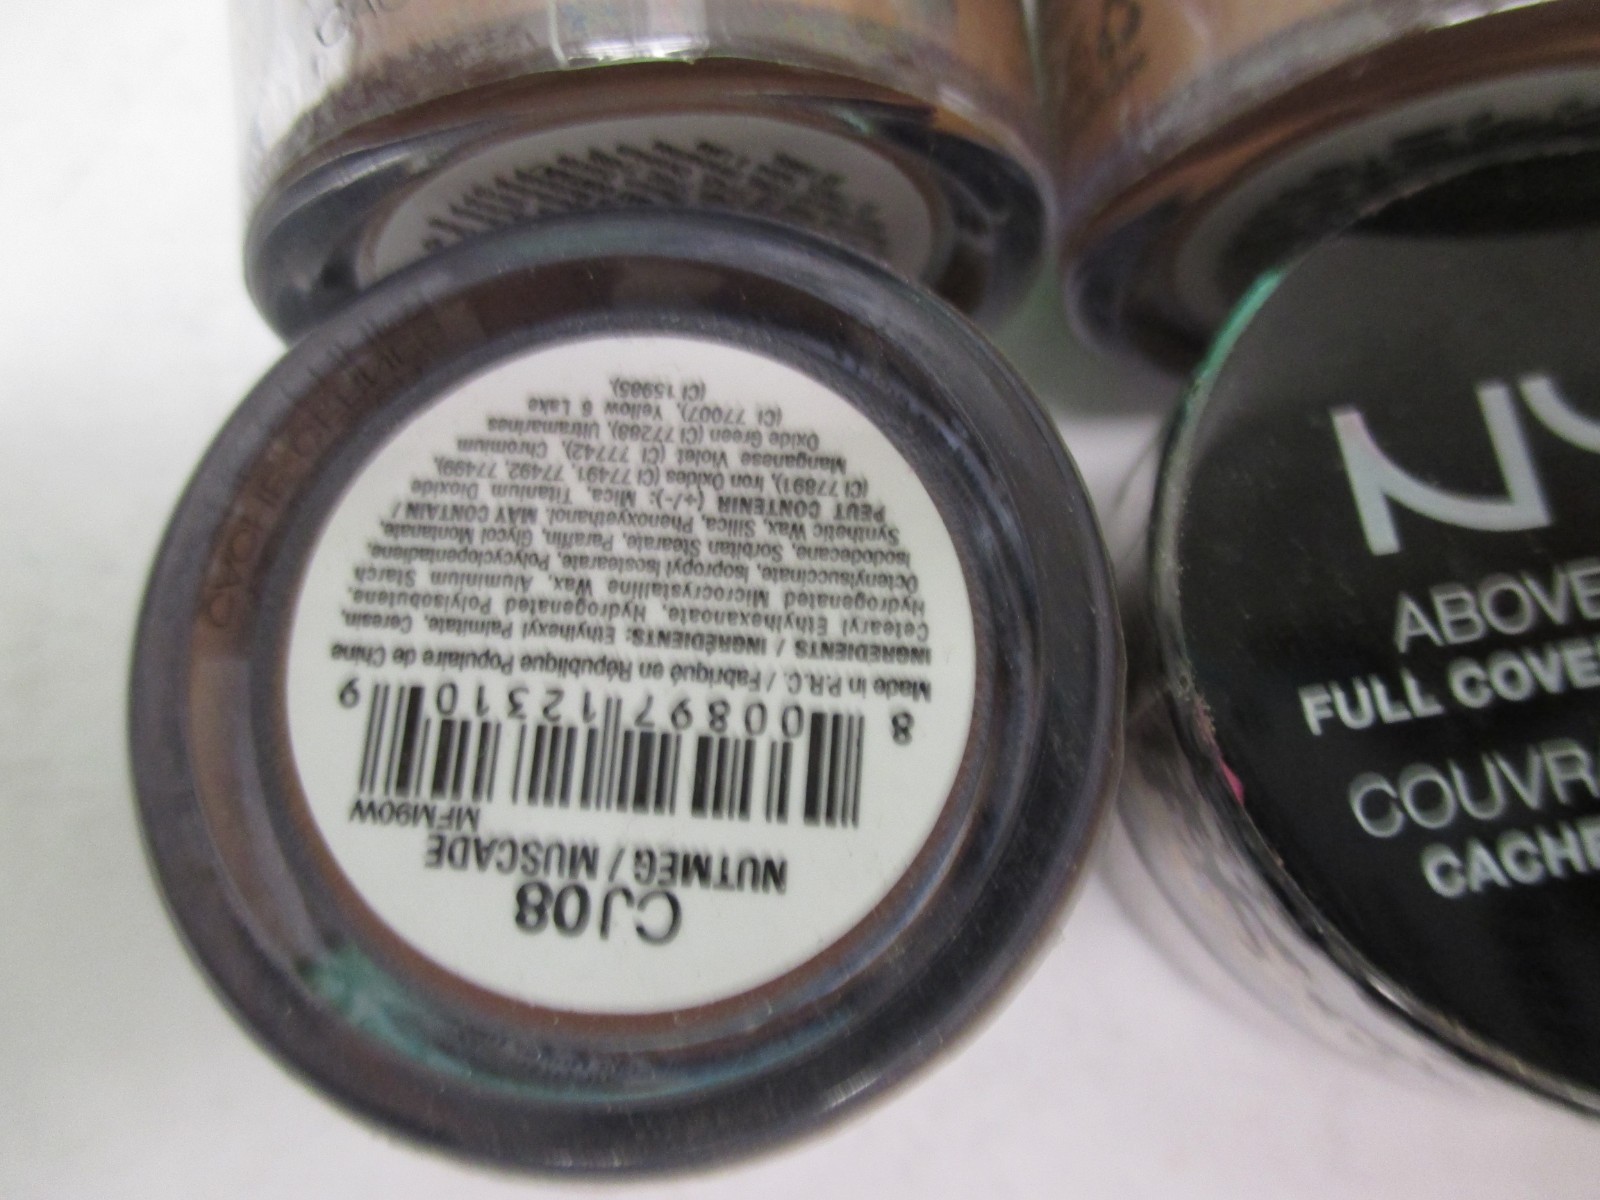 CJ08
NUTMEG / MUSCADE
MFM90W
8 00897 12310 9
Made in P.R.C. / Fabriqué en République Populaire de Chine
INGREDIENTS / INGRÉDIENTS: Ethylhexyl Palmitate, Ceresin,
Cetearyl Ethylhexanoate, Hydrogenated Polyisobutene,
Hydrogenated Microcrystalline Wax, Aluminium Starch
Octenylsuccinate, Isopropyl Isostearate, Polycyclopentadiene,
Isododecane, Sorbitan Stearate, Paraffin, Glycol Montanate,
Synthetic Wax, Silica, Phenoxyethanol. MAY CONTAIN /
PEUT CONTENIR (+/-): Mica, Titanium Dioxide
(CI 77891), Iron Oxides (CI 77491, 77492, 77499),
Manganese Violet (CI 77742), Chromium
Oxide Green (CI 77288), Ultramarines
(CI 77007), Yellow 6 Lake
(CI 15985).
NY
ABOVE
FULL COVE
COUVR
CACHE